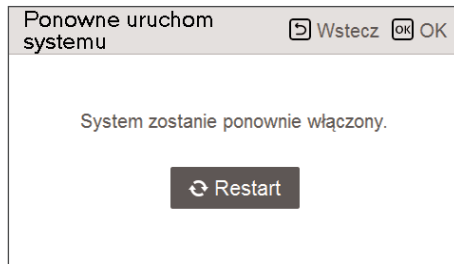 Ponowne uruchom
systemu
Wstecz OK OK
System zostanie ponownie włączony.
Restart